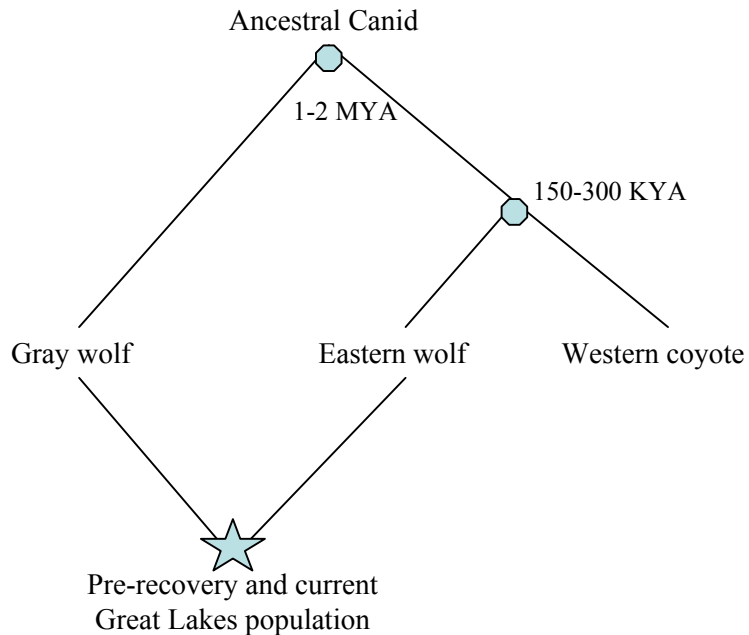 Ancestral Canid
1-2 MYA
150-300 KYA
Gray wolf
Eastern wolf
Western coyote
Pre-recovery and current
Great Lakes population